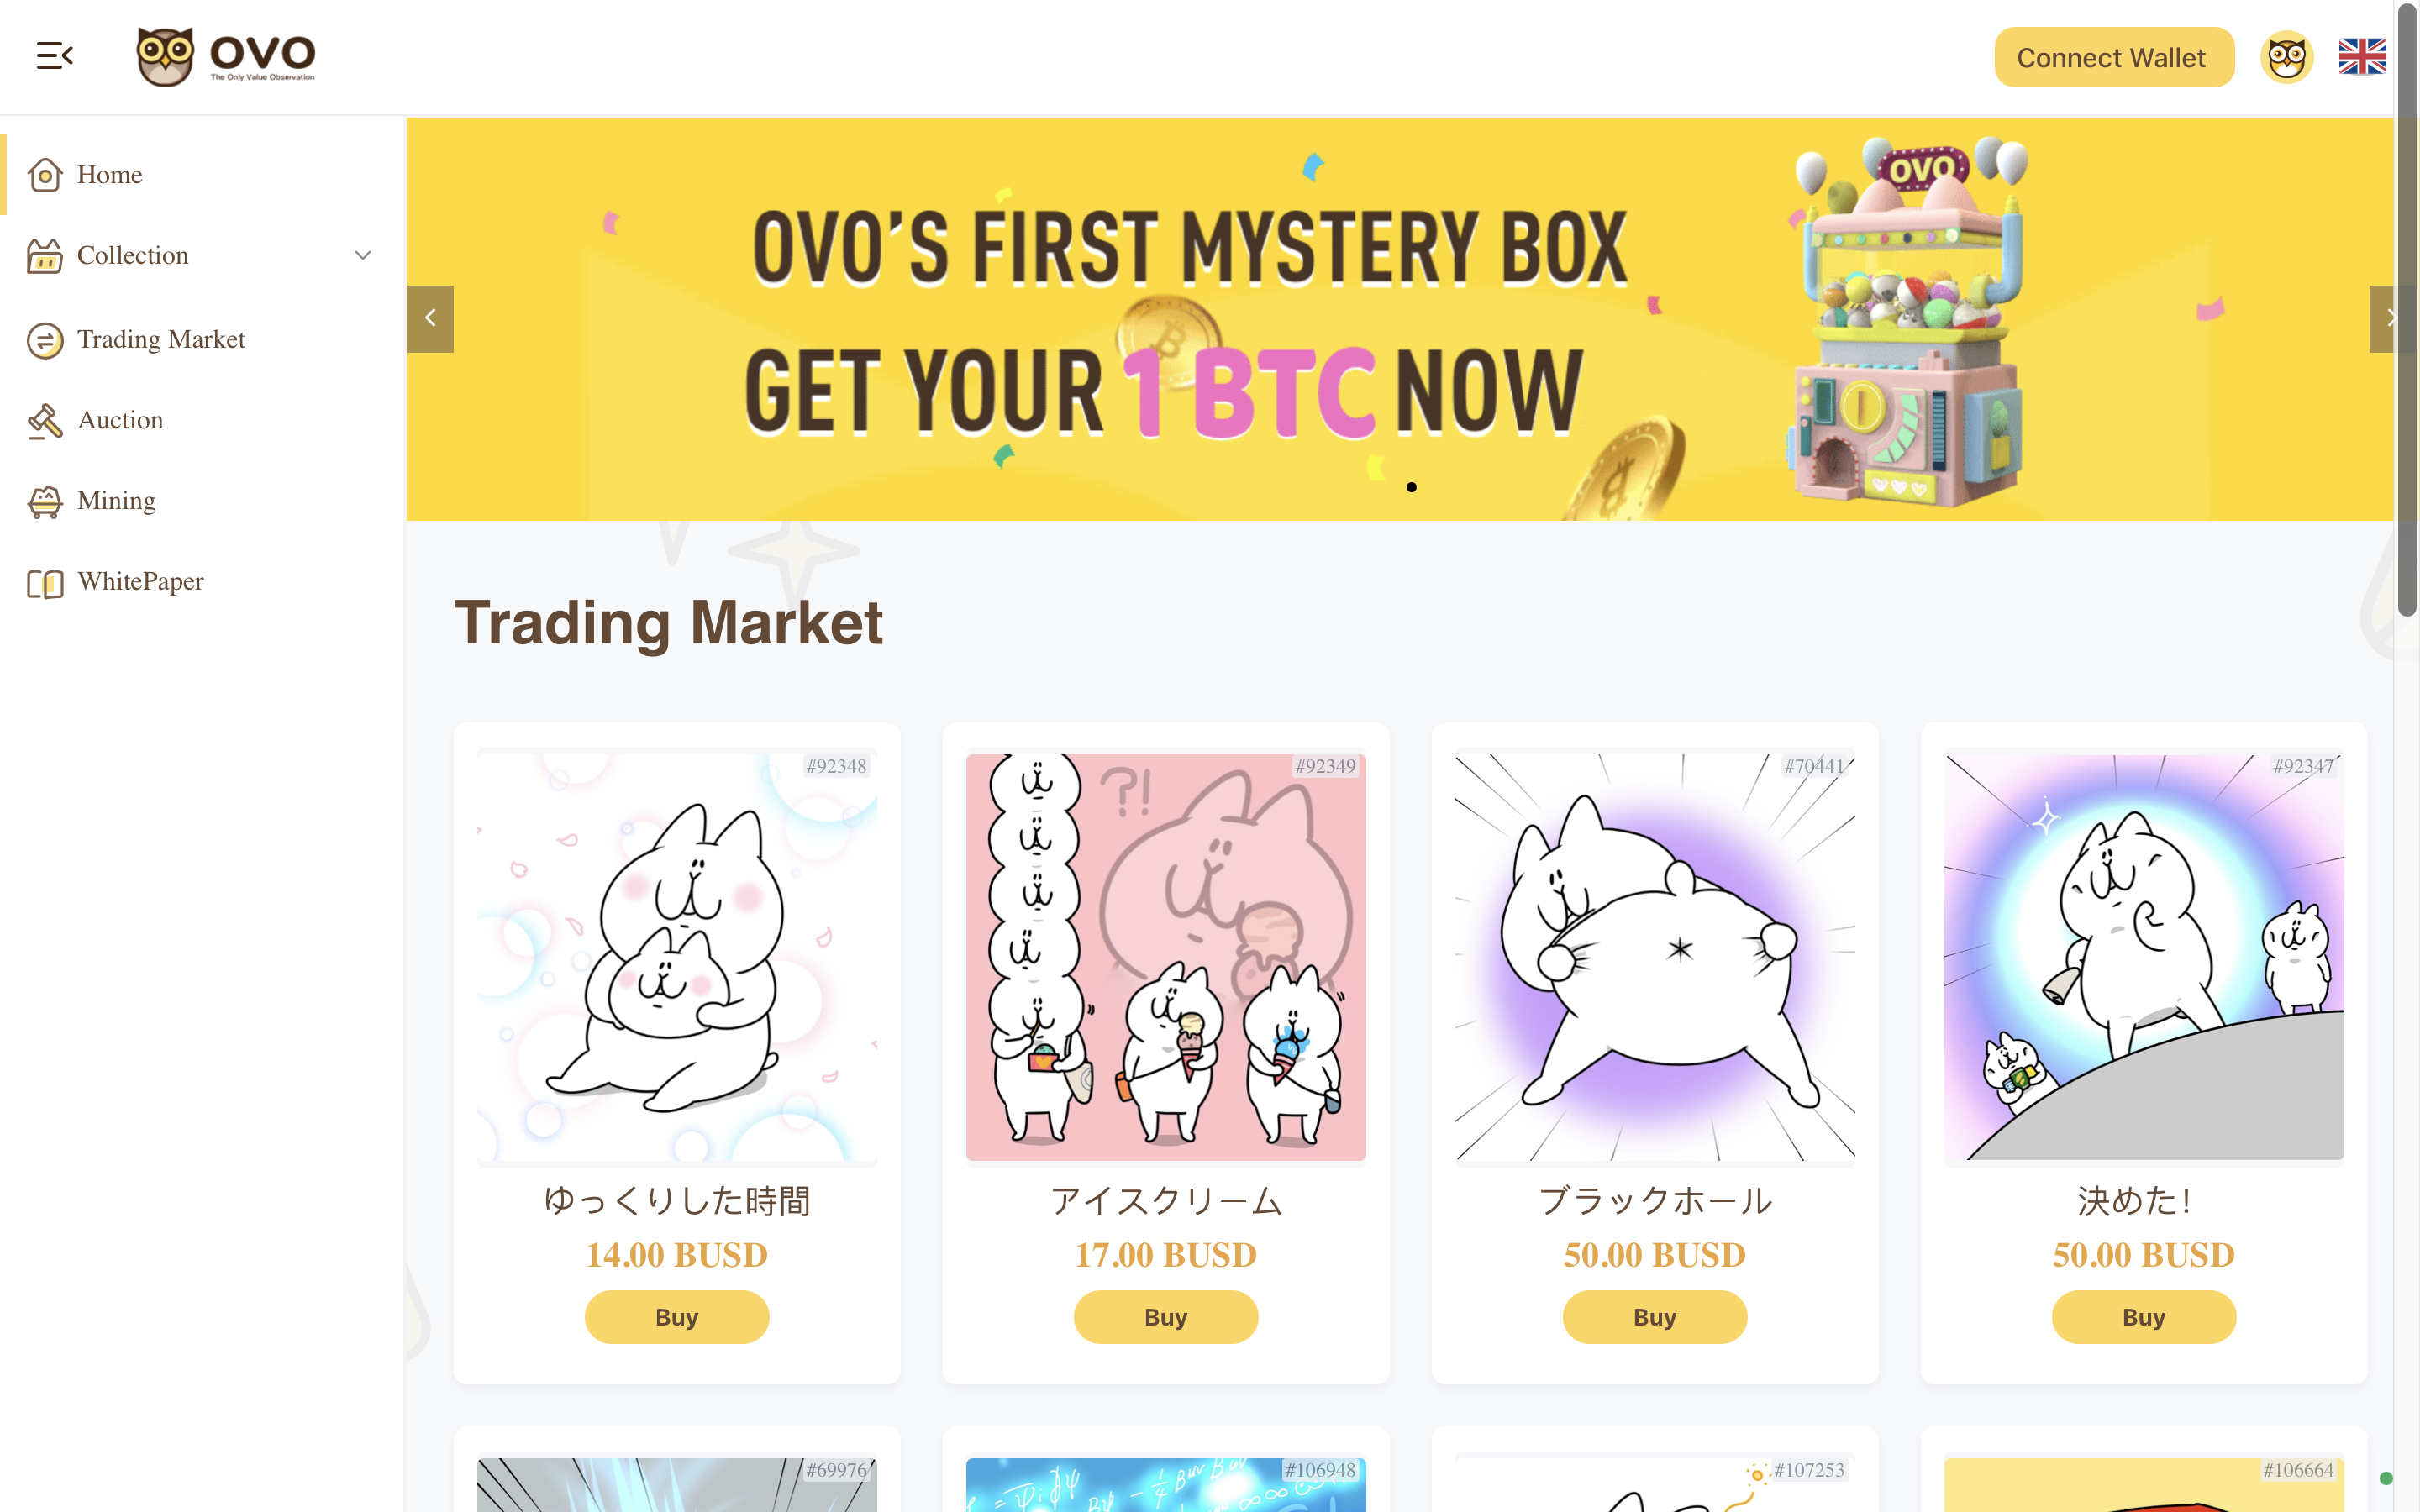 OVO
The Only Value Observation
Connect Wallet
Home
Collection
Trading Market
Auction
Mining
WhitePaper
OVO
OVO'S FIRST MYSTERY BOX
GET YOUR 1 BTC NOW
Trading Market
#92348
#92349
#70441
#92347
?!
ゆっくりした時間
アイスクリーム
ブラックホール
決めた!
14.00 BUSD
17.00 BUSD
50.00 BUSD
50.00 BUSD
Buy
Buy
Buy
Buy
#69976
#106948
#107253
#106664